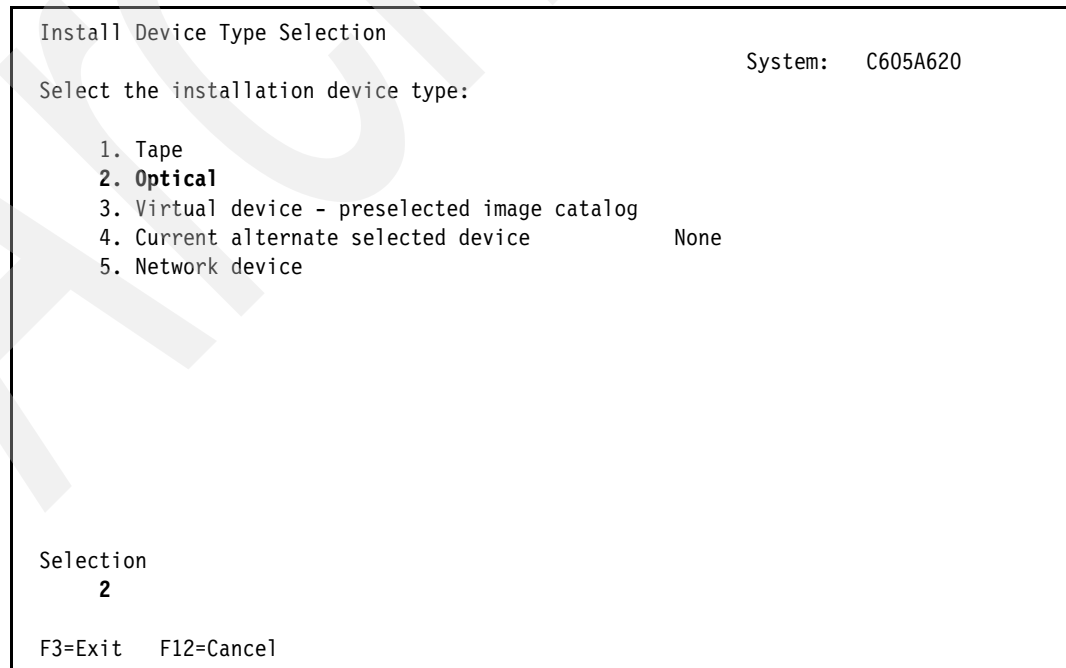 Install Device Type Selection
System: C605A620
Select the installation device type:
1. Tape
2. Optical
3. Virtual device - preselected image catalog
4. Current alternate selected device None
5. Network device
Selection
2
F3=Exit F12=Cancel